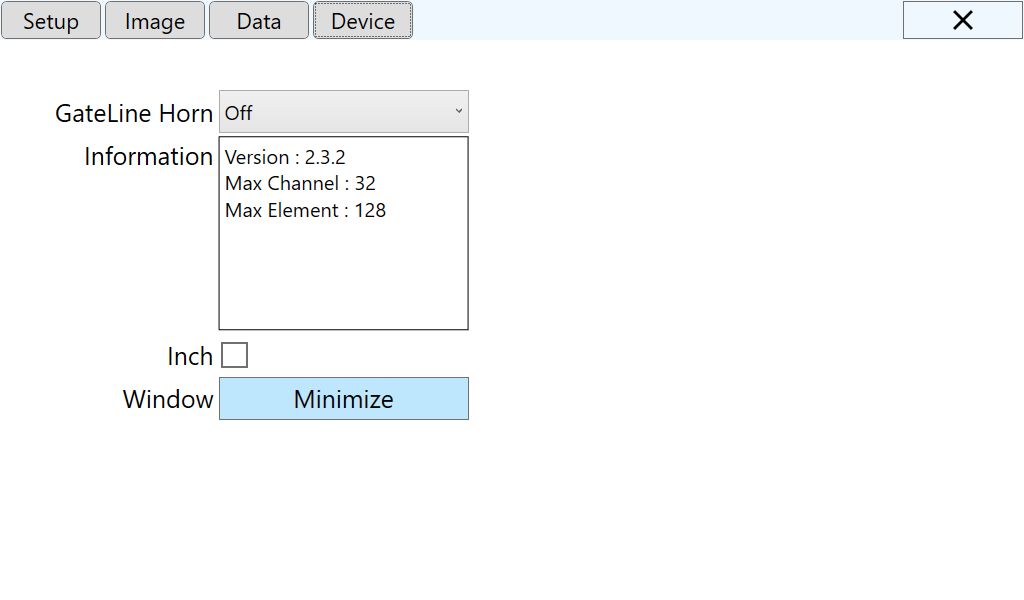 Setup Image Data Device
GateLine Horn Off
Information
Version : 2.3.2
Max Channel : 32
Max Element : 128
Inch
Window Minimize